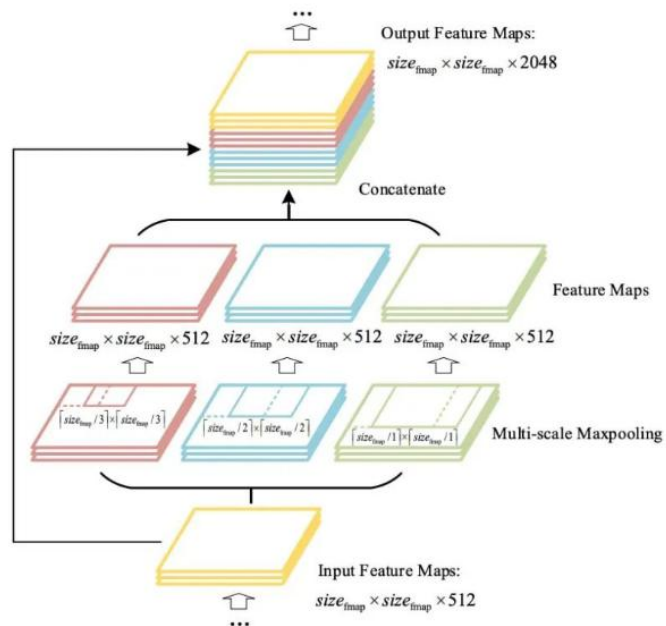 ...
Output Feature Maps:
size_fmap × size_fmap × 2048
Concatenate
Feature Maps
size_fmap × size_fmap × 512
size_fmap × size_fmap × 512
size_fmap × size_fmap × 512
⌈size_fmap / 3⌉×⌈size_fmap / 3⌉
⌈size_fmap / 2⌉×⌈size_fmap / 2⌉
⌈size_fmap / 1⌉×⌈size_fmap / 1⌉
Multi-scale Maxpooling
Input Feature Maps:
size_fmap × size_fmap × 512
...